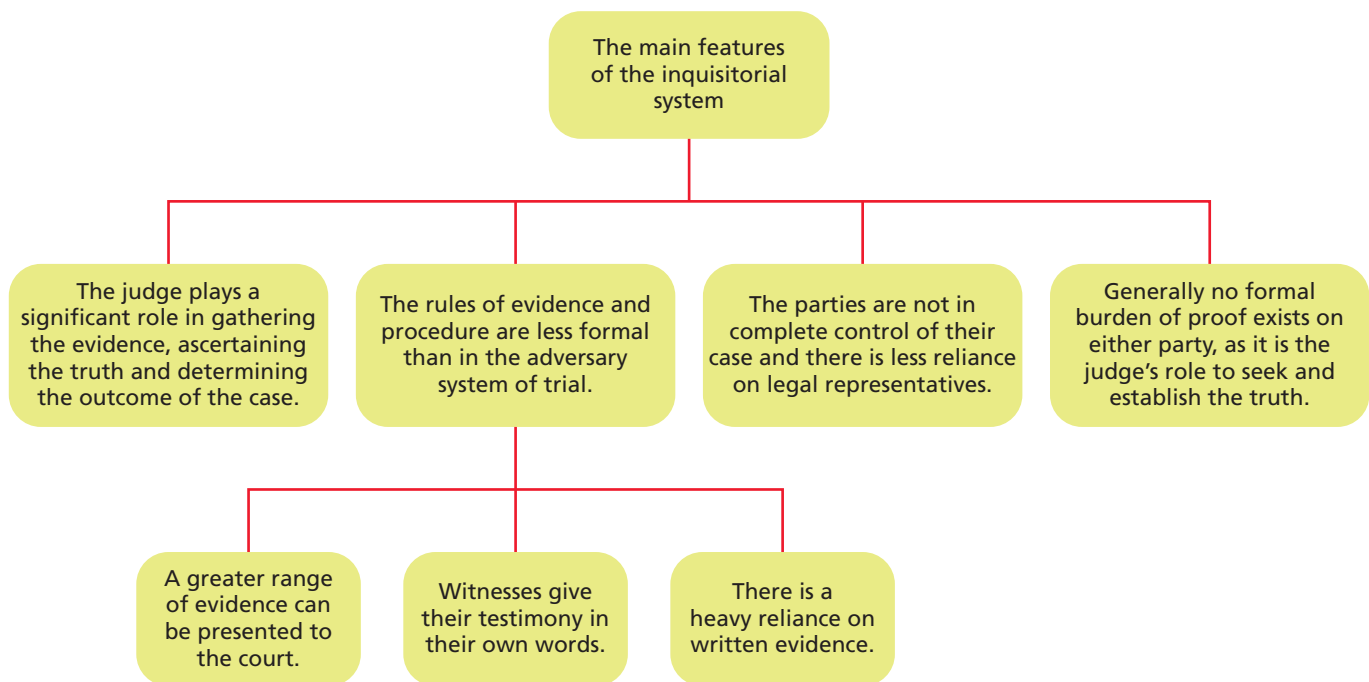 The main features
of the inquisitorial
system
The judge plays a
significant role in gathering
the evidence, ascertaining
the truth and determining
the outcome of the case.
The rules of evidence and
procedure are less formal
than in the adversary
system of trial.
The parties are not in
complete control of their
case and there is less reliance
on legal representatives.
Generally no formal
burden of proof exists on
either party, as it is the
judge’s role to seek and
establish the truth.
A greater range
of evidence can
be presented to
the court.
Witnesses give
their testimony in
their own words.
There is a
heavy reliance on
written evidence.